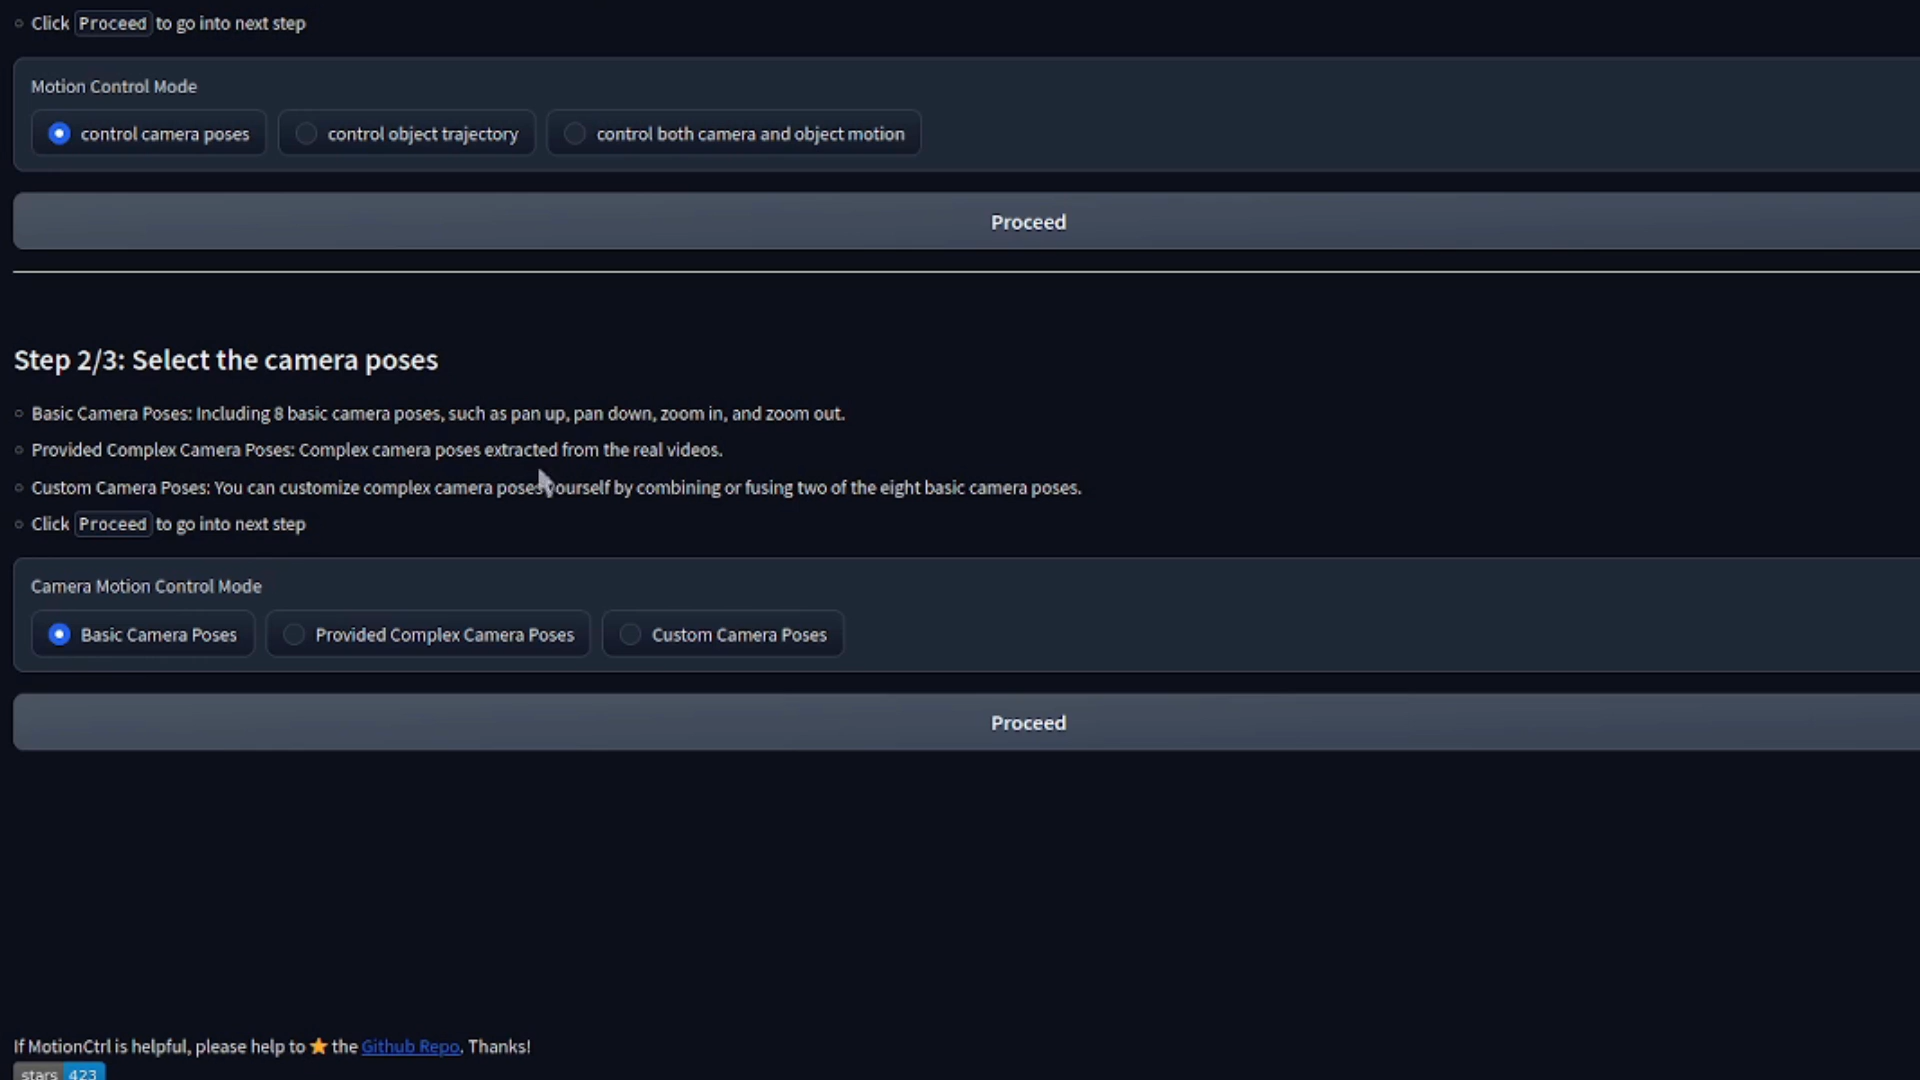 Click Proceed to go into next step
Motion Control Mode
control camera poses control object trajectory control both camera and object motion
Proceed
Step 2/3: Select the camera poses
Basic Camera Poses: Including 8 basic camera poses, such as pan up, pan down, zoom in, and zoom out.
Provided Complex Camera Poses: Complex camera poses extracted from the real videos.
Custom Camera Poses: You can customize complex camera poses yourself by combining or fusing two of the eight basic camera poses.
Click Proceed to go into next step
Camera Motion Control Mode
Basic Camera Poses Provided Complex Camera Poses Custom Camera Poses
Proceed
If MotionCtrl is helpful, please help to ⭐ the Github Repo. Thanks!
stars 423